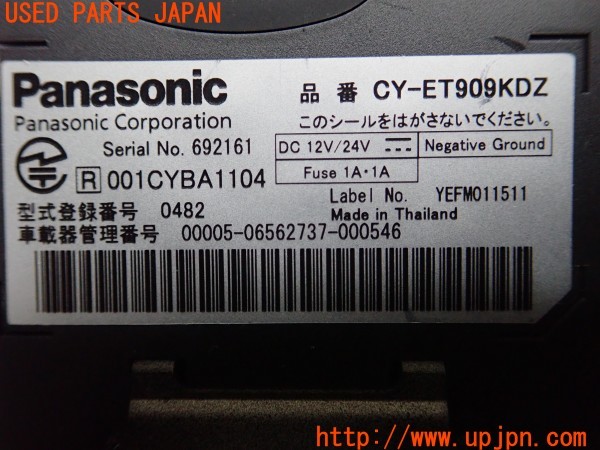 USED PARTS JAPAN
Panasonic
品番 CY-ET909KDZ
Panasonic Corporation
このシールをはがさないでください。
Serial No. 692161
DC 12V/24V
Negative Ground
R 001CYBA1104
Fuse 1A・1A
Label No. YEFM011511
型式登録番号 0482
Made in Thailand
車載器管理番号 00005-06562737-000546
http://www.upjpn.com/